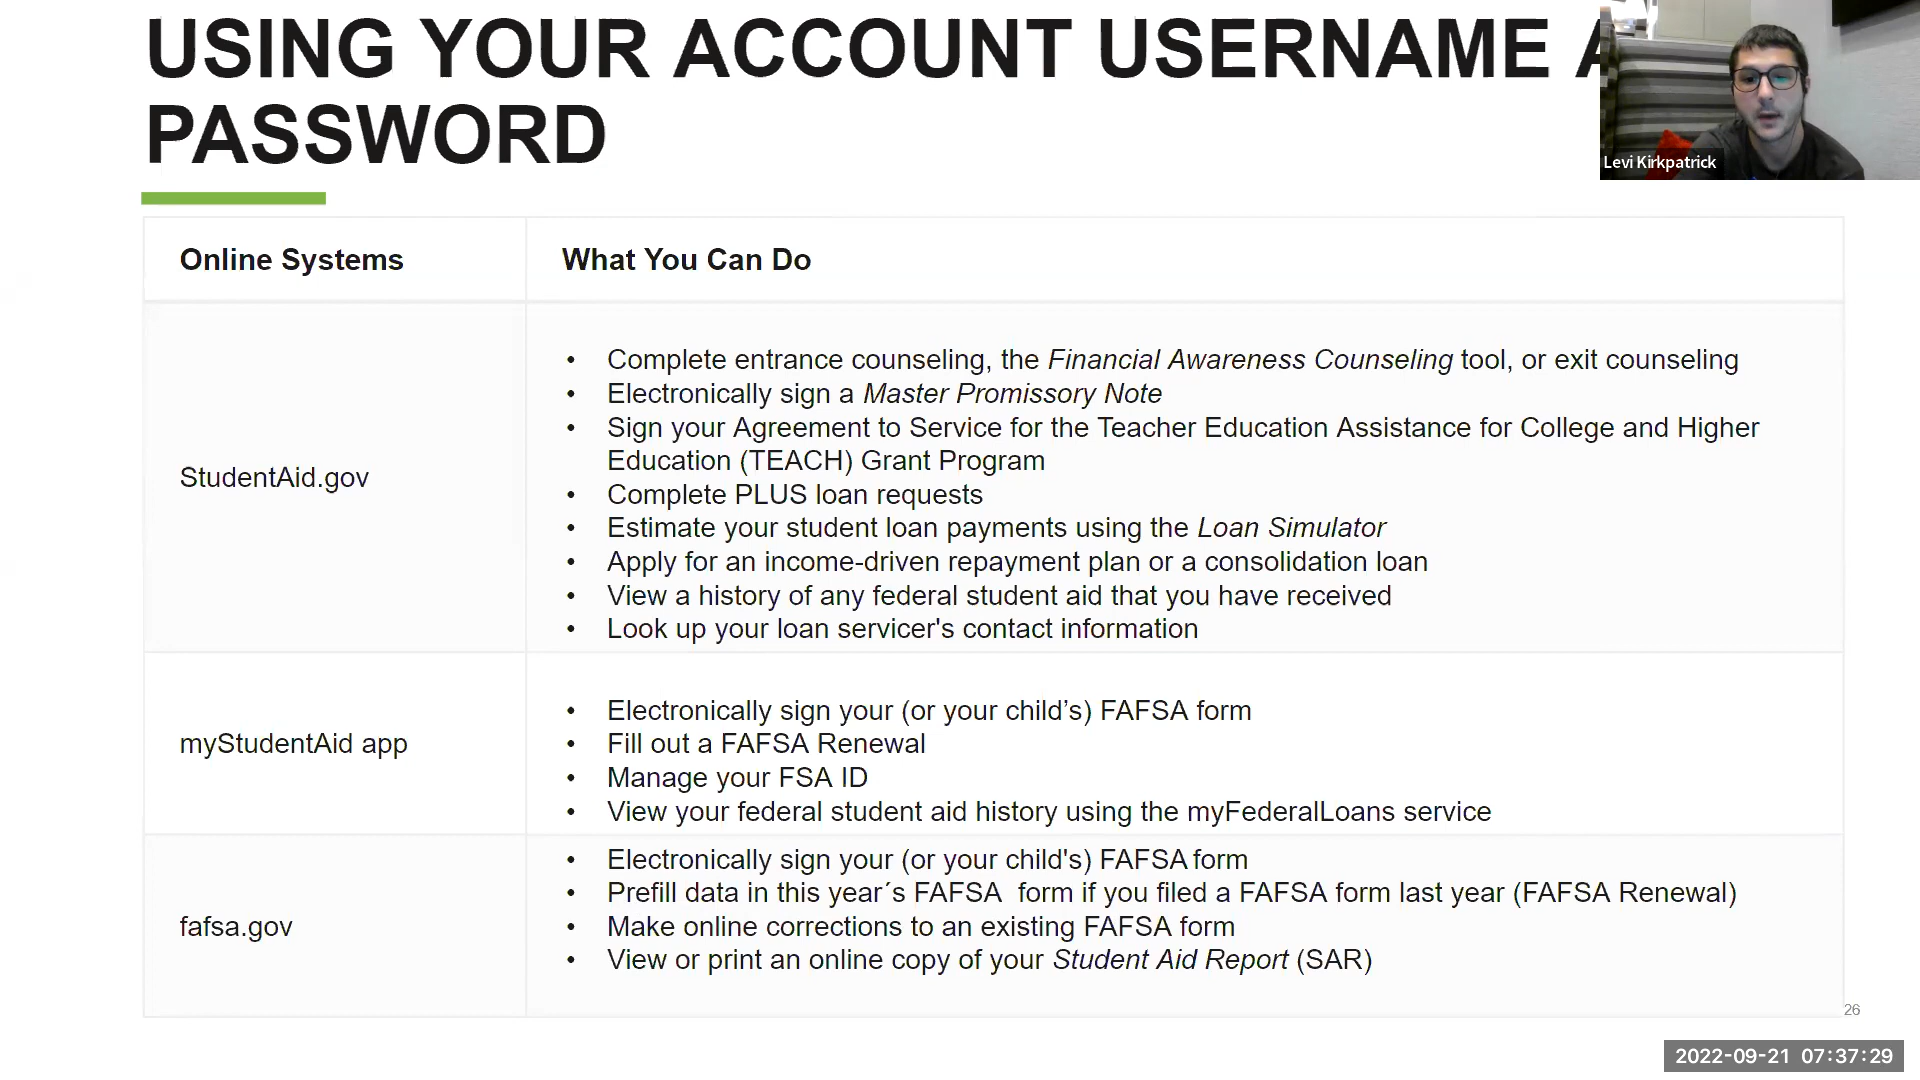 USING YOUR ACCOUNT USERNAME
PASSWORD
Levi Kirkpatrick
Online Systems
What You Can Do
StudentAid.gov
• Complete entrance counseling, the Financial Awareness Counseling tool, or exit counseling
• Electronically sign a Master Promissory Note
• Sign your Agreement to Service for the Teacher Education Assistance for College and Higher
Education (TEACH) Grant Program
• Complete PLUS loan requests
• Estimate your student loan payments using the Loan Simulator
• Apply for an income-driven repayment plan or a consolidation loan
• View a history of any federal student aid that you have received
• Look up your loan servicer's contact information
myStudentAid app
• Electronically sign your (or your child’s) FAFSA form
• Fill out a FAFSA Renewal
• Manage your FSA ID
• View your federal student aid history using the myFederalLoans service
fafsa.gov
• Electronically sign your (or your child's) FAFSA form
• Prefill data in this year´s FAFSA  form if you filed a FAFSA form last year (FAFSA Renewal)
• Make online corrections to an existing FAFSA form
• View or print an online copy of your Student Aid Report (SAR)
26
2022-09-21 07:37:29